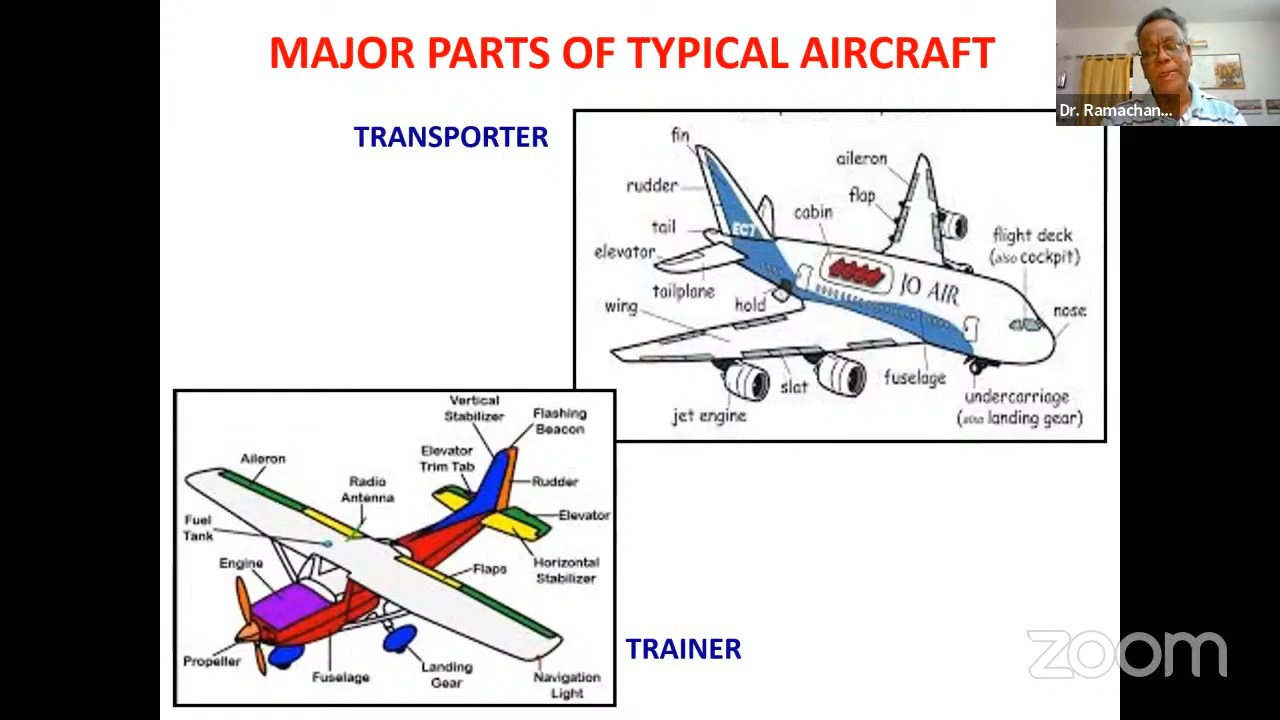 MAJOR PARTS OF TYPICAL AIRCRAFT
Dr. Ramachan...
TRANSPORTER
fin
rudder
tail
elevator
tailplane
wing
hold
cabin
aileron
flap
EC7
JO AIR
flight deck
(also cockpit)
nose
slat
fuselage
jet engine
undercarriage
(also landing gear)
Vertical
Stabilizer
Flashing
Beacon
Elevator
Trim Tab
Aileron
Radio
Antenna
Rudder
Fuel
Tank
Elevator
Engine
Flaps
Horizontal
Stabilizer
Propeller
Fuselage
Landing
Gear
Navigation
Light
TRAINER
zoom